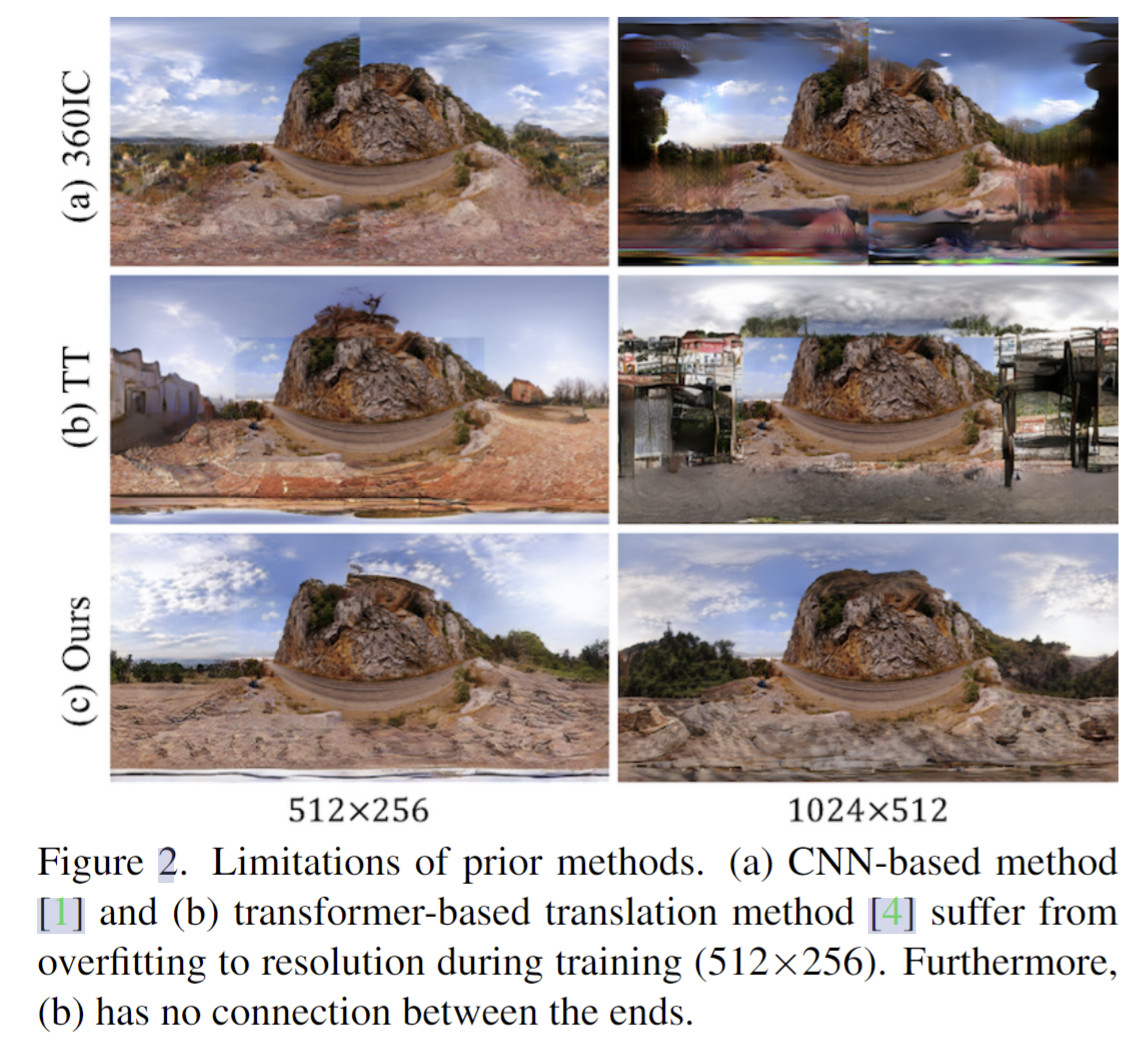 (a) 360IC
(b) TT
(c) Ours
512×256
1024×512
Figure 2. Limitations of prior methods. (a) CNN-based method
[1] and (b) transformer-based translation method [4] suffer from
overfitting to resolution during training (512×256). Furthermore,
(b) has no connection between the ends.